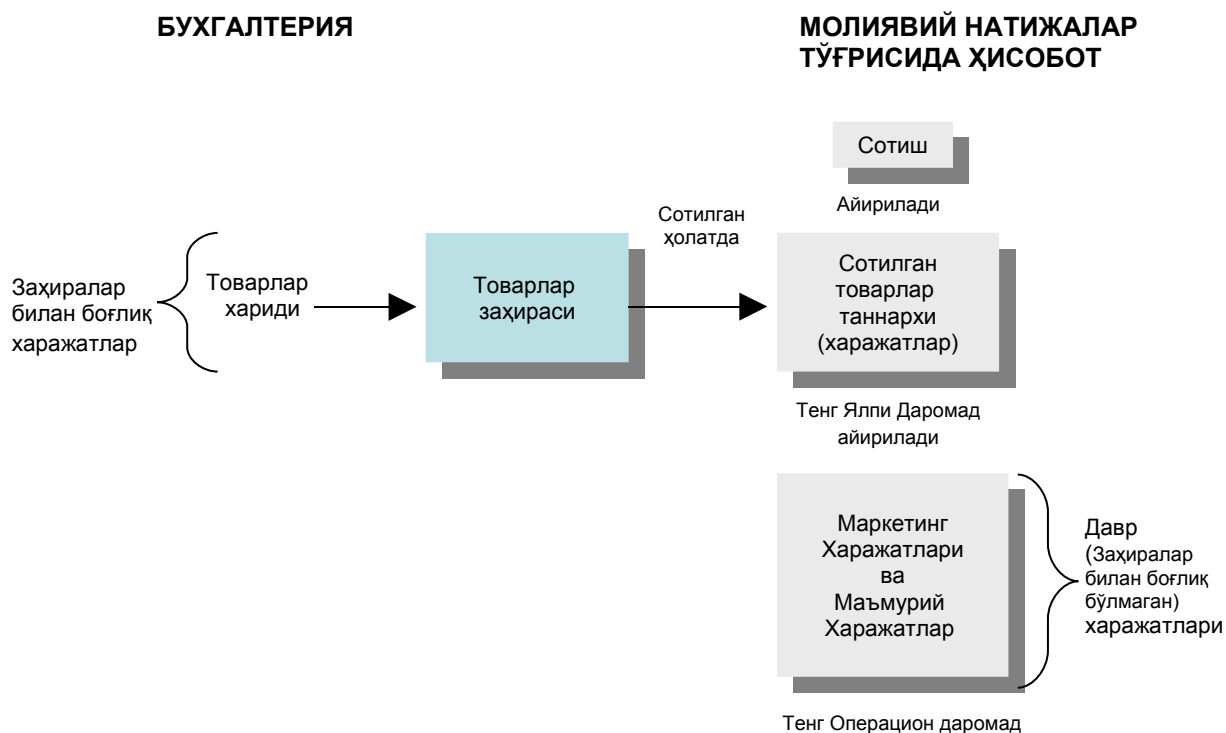 БУХГАЛТЕРИЯ
МОЛИЯВИЙ НАТИЖАЛАР
ТЎҒРИСИДА ҲИСОБОТ
Сотиш
Айирилади
Заҳиралар
билан боғлиқ
харажатлар
Товарлар
хариди
Товарлар
заҳираси
Сотилган
ҳолатда
Сотилган
товарлар
таннархи
(харажатлар)
Тенг Ялпи Даромад
айирилади
Маркетинг
Харажатлари
ва
Маъмурий
Харажатлар
Давр
(Заҳиралар
билан боғлиқ
бўлмаган)
харажатлари
Тенг Операцион даромад